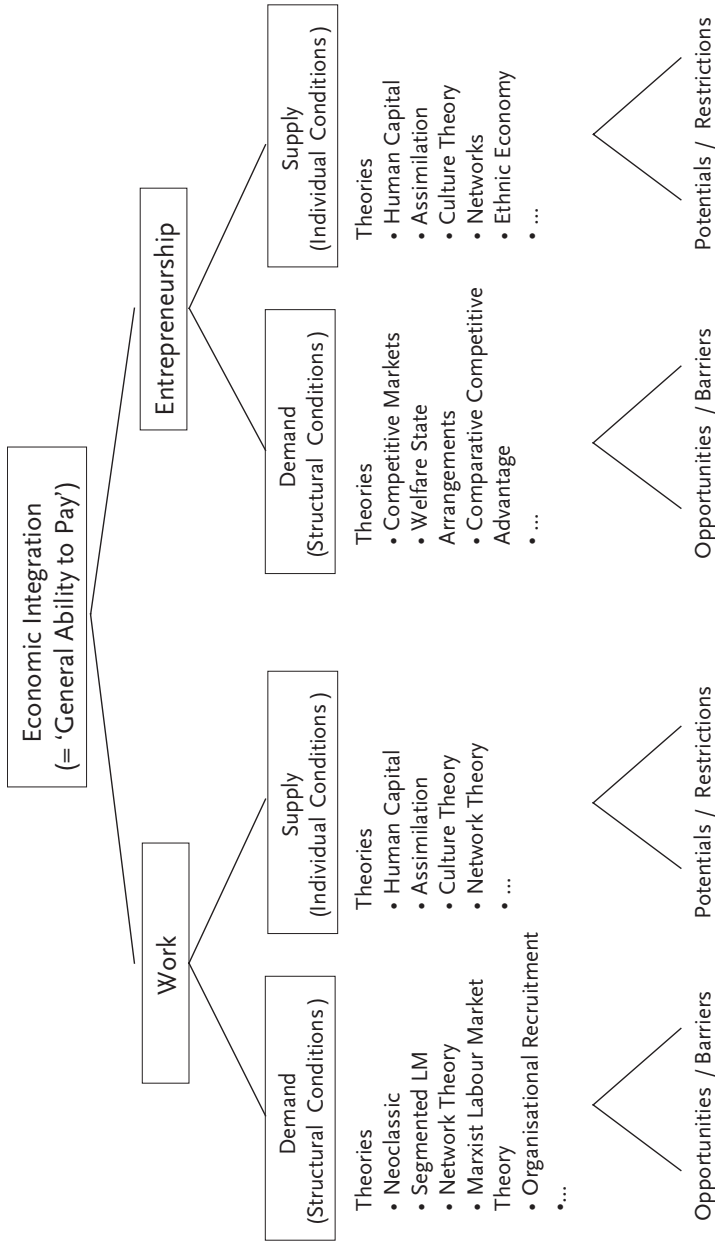 Economic Integration
(= ‘General Ability to Pay’)
Work
Entrepreneurship
Demand
(Structural Conditions)
Supply
(Individual Conditions)
Demand
(Structural Conditions)
Supply
(Individual Conditions)
Theories
• Neoclassic
• Segmented LM
• Network Theory
• Marxist Labour Market
Theory
• Organisational Recruitment
•...
Theories
• Human Capital
• Assimilation
• Culture Theory
• Network Theory
• ...
Theories
• Competitive Markets
• Welfare State
Arrangements
• Comparative Competitive
Advantage
• ...
Theories
• Human Capital
• Assimilation
• Culture Theory
• Networks
• Ethnic Economy
• ...
Opportunities / Barriers
Potentials / Restrictions
Opportunities / Barriers
Potentials / Restrictions